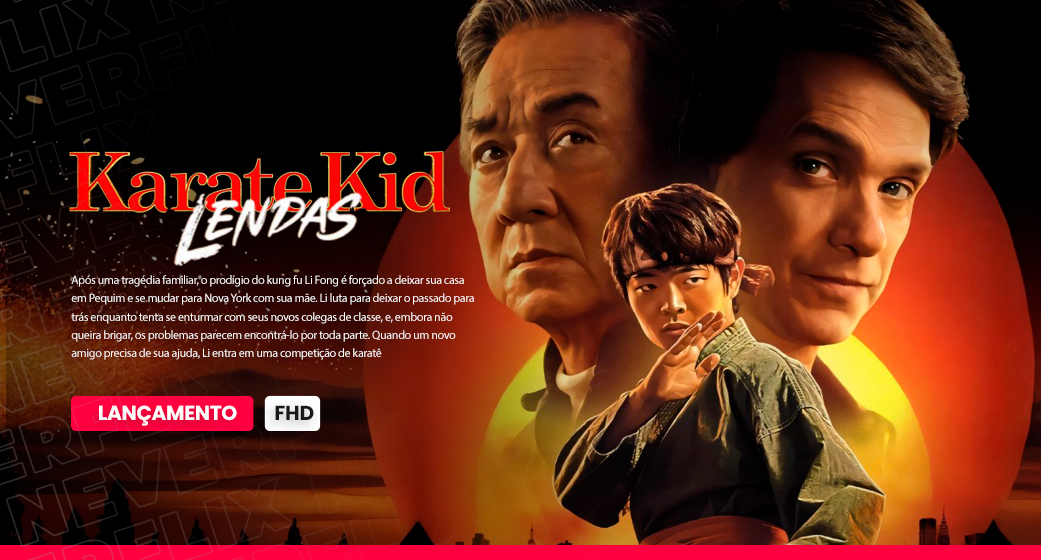 Karate Kid
LENDAS
Após uma tragédia familiar, o prodígio do kung fu Li Fong é forçado a deixar sua casa
em Pequim e se mudar para Nova York com sua mãe. Li luta para deixar o passado para
trás enquanto tenta se enturmar com seus novos colegas de classe, e, embora não
queira brigar, os problemas parecem encontrá-lo por toda parte. Quando um novo
amigo precisa de sua ajuda, Li entra em uma competição de karatê
LANÇAMENTO FHD
NEVERFLIX